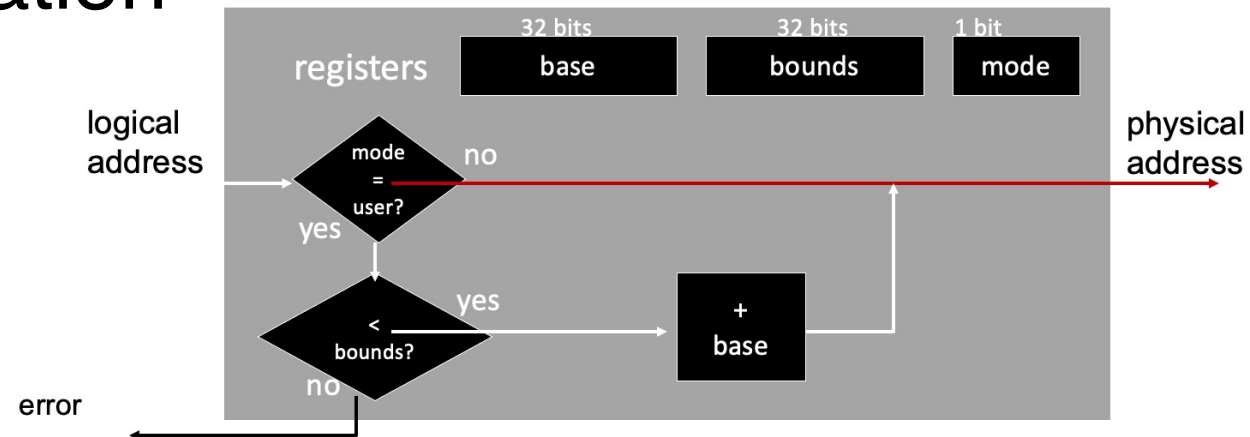 32 bits
32 bits
1 bit
registers
base
bounds
mode
logical
address
mode
=
user?
no
yes
physical
address
<
bounds?
yes
no
+
base
error